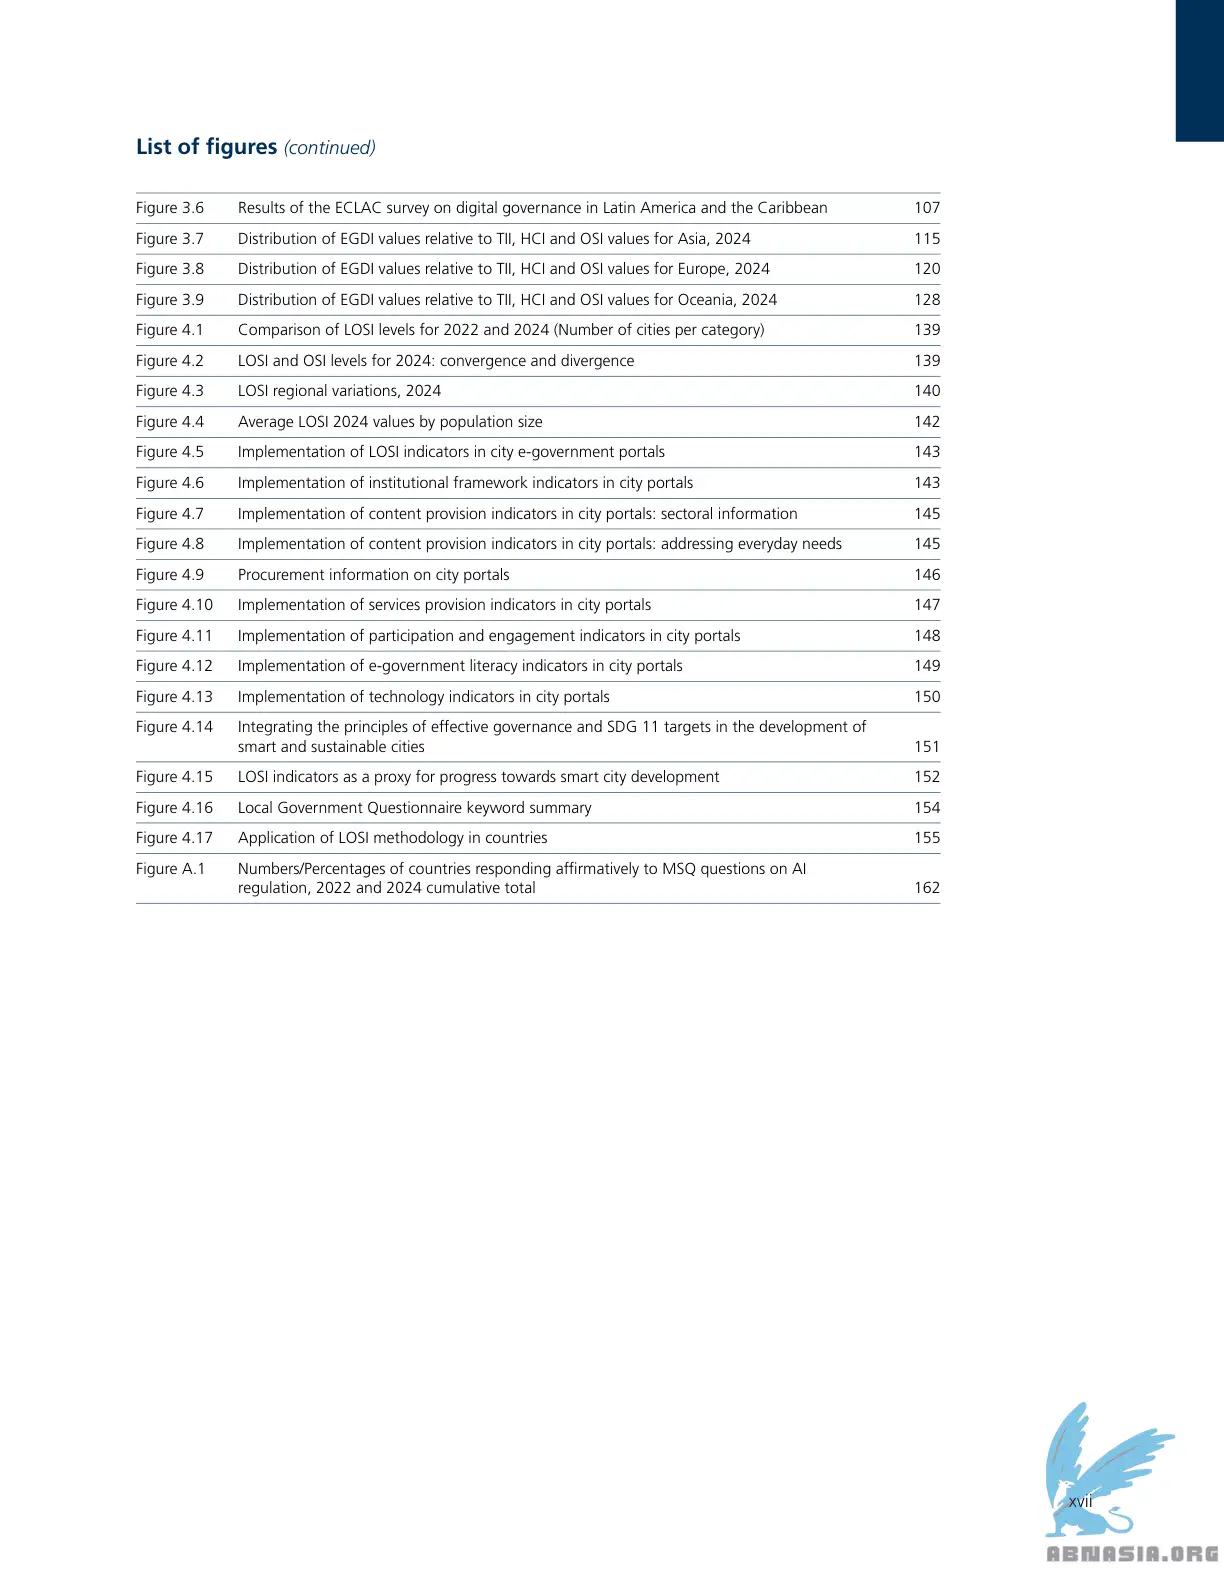 List of figures (continued)
Figure 3.6 Results of the ECLAC survey on digital governance in Latin America and the Caribbean 107
Figure 3.7 Distribution of EGDI values relative to TII, HCI and OSI values for Asia, 2024 115
Figure 3.8 Distribution of EGDI values relative to TII, HCI and OSI values for Europe, 2024 120
Figure 3.9 Distribution of EGDI values relative to TII, HCI and OSI values for Oceania, 2024 128
Figure 4.1 Comparison of LOSI levels for 2022 and 2024 (Number of cities per category) 139
Figure 4.2 LOSI and OSI levels for 2024: convergence and divergence 139
Figure 4.3 LOSI regional variations, 2024 140
Figure 4.4 Average LOSI 2024 values by population size 142
Figure 4.5 Implementation of LOSI indicators in city e-government portals 143
Figure 4.6 Implementation of institutional framework indicators in city portals 143
Figure 4.7 Implementation of content provision indicators in city portals: sectoral information 145
Figure 4.8 Implementation of content provision indicators in city portals: addressing everyday needs 145
Figure 4.9 Procurement information on city portals 146
Figure 4.10 Implementation of services provision indicators in city portals 147
Figure 4.11 Implementation of participation and engagement indicators in city portals 148
Figure 4.12 Implementation of e-government literacy indicators in city portals 149
Figure 4.13 Implementation of technology indicators in city portals 150
Figure 4.14 Integrating the principles of effective governance and SDG 11 targets in the development of
smart and sustainable cities 151
Figure 4.15 LOSI indicators as a proxy for progress towards smart city development 152
Figure 4.16 Local Government Questionnaire keyword summary 154
Figure 4.17 Application of LOSI methodology in countries 155
Figure A.1 Numbers/Percentages of countries responding affirmatively to MSQ questions on AI
regulation, 2022 and 2024 cumulative total 162
xvii
ABNASIA.ORG